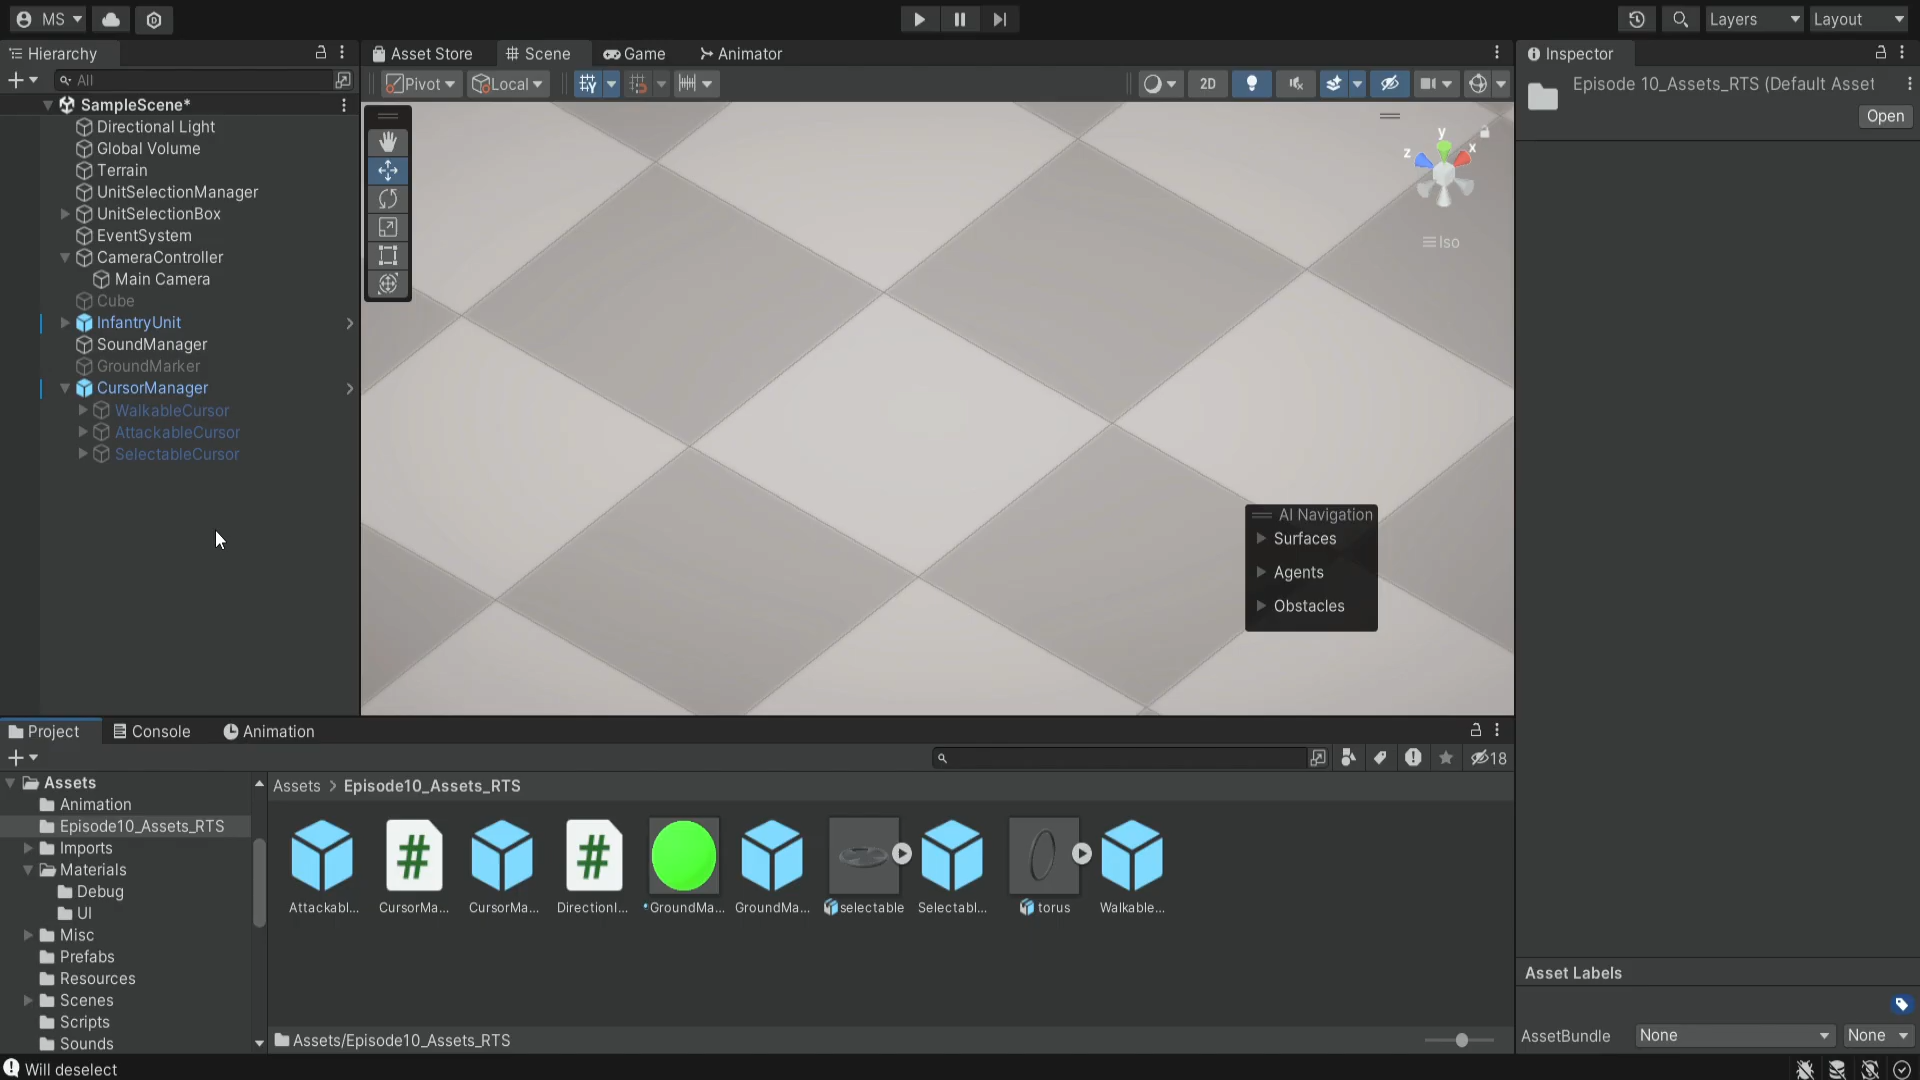 MS
Layers
Layout
Hierarchy
All
SampleScene*
Directional Light
Global Volume
Terrain
UnitSelectionManager
UnitSelectionBox
EventSystem
CameraController
Main Camera
Cube
InfantryUnit
SoundManager
GroundMarker
CursorManager
WalkableCursor
AttackableCursor
SelectableCursor
Asset Store
Scene
Game
Animator
Pivot
Local
2D
y
z
x
Iso
AI Navigation
Surfaces
Agents
Obstacles
Inspector
Episode 10_Assets_RTS (Default Asset
Open
Project
Console
Animation
18
Assets
Animation
Episode10_Assets_RTS
Imports
Materials
Debug
UI
Misc
Prefabs
Resources
Scenes
Scripts
Sounds
Assets > Episode10_Assets_RTS
Attackabl...
CursorMa...
CursorMa...
DirectionI...
GroundMa...
GroundMa...
selectable
Selectabl...
torus
Walkable...
Assets/Episode10_Assets_RTS
Asset Labels
AssetBundle
None
None
Will deselect